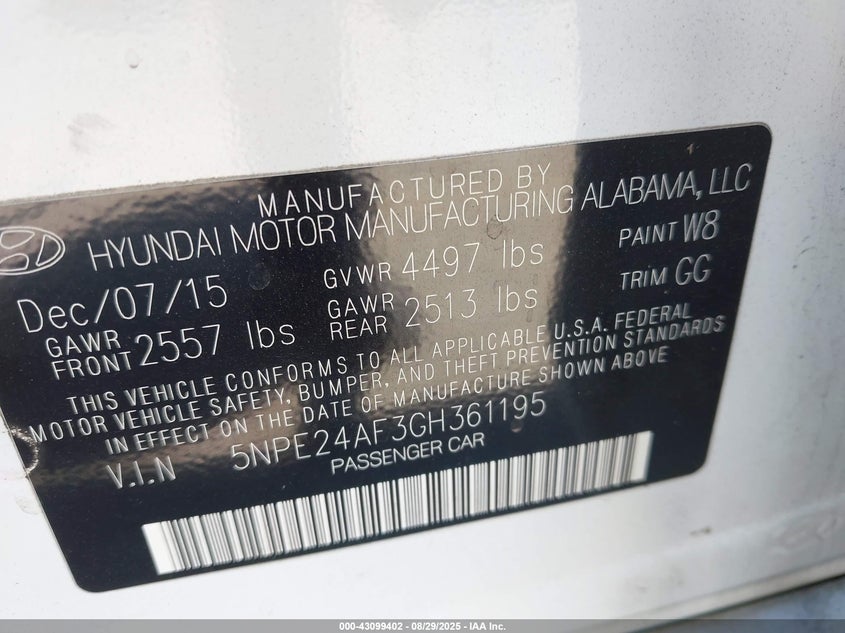 MANUFACTURED BY
HYUNDAI MOTOR MANUFACTURING ALABAMA, LLC
Dec/07/15 GVWR 4497 lbs PAINT W8
GAWR FRONT 2557 lbs GAWR REAR 2513 lbs TRIM GG
THIS VEHICLE CONFORMS TO ALL APPLICABLE U.S.A. FEDERAL
MOTOR VEHICLE SAFETY, BUMPER, AND THEFT PREVENTION STANDARDS
IN EFFECT ON THE DATE OF MANUFACTURE SHOWN ABOVE
V.I.N 5NPE24AF3GH361195
PASSENGER CAR
000-43099402 - 08/29/2025 - IAA Inc.